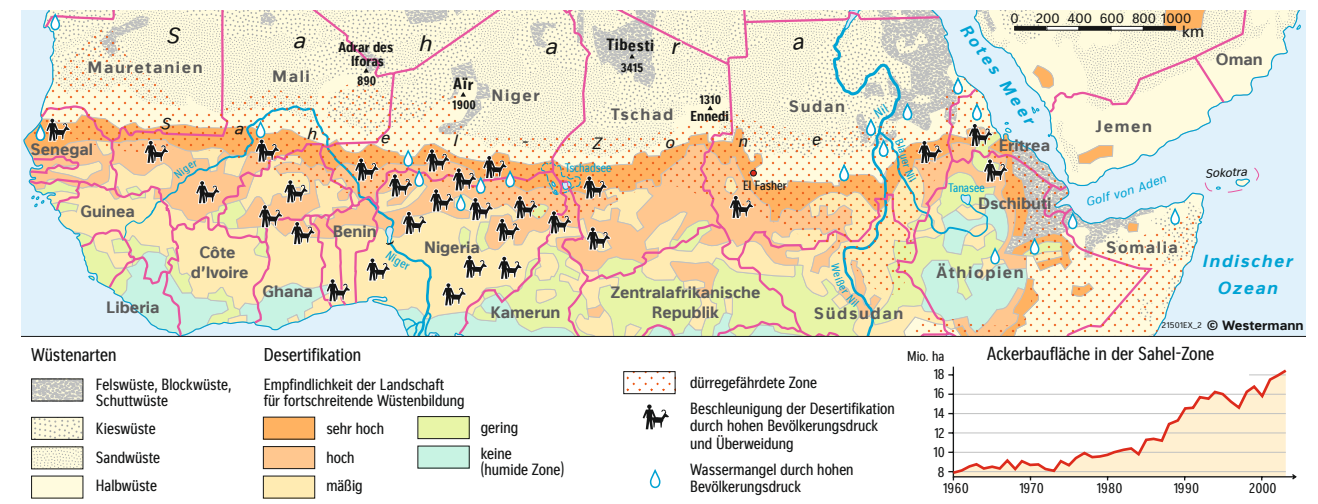 0 200 400 600 800 1000
km
S a h a r a
Rotes Meer
Oman
Mauretanien
Adrar des
Iforas
890
Mali
Aïr
1900
Niger
Tibesti
3415
Tschad
1310
Ennedi
Sudan
Nil
Jemen
Sahel-Zone
Senegal
Niger
Tschadsee
El Fasher
Blauer Nil
Eritrea
Tanasee
Dschibuti
Golf von Aden
Sokotra
Guinea
Côte
d'Ivoire
Benin
Nigeria
Niger
Somalia
Indischer
Ozean
Liberia
Ghana
Kamerun
Zentralafrikanische
Republik
Weißer Nil
Südsudan
Äthiopien
21501EX_2 © Westermann
Wüstenarten
Felswüste, Blockwüste,
Schuttwüste
Kieswüste
Sandwüste
Halbwüste
Desertifikation
Empfindlichkeit der Landschaft
für fortschreitende Wüstenbildung
sehr hoch
hoch
mäßig
gering
keine
(humide Zone)
dürregefährdete Zone
Beschleunigung der Desertifikation
durch hohen Bevölkerungsdruck
und Überweidung
Wassermangel durch hohen
Bevölkerungsdruck
Ackerbaufläche in der Sahel-Zone
Mio. ha
18
16
14
12
10
8
1960 1970 1980 1990 2000